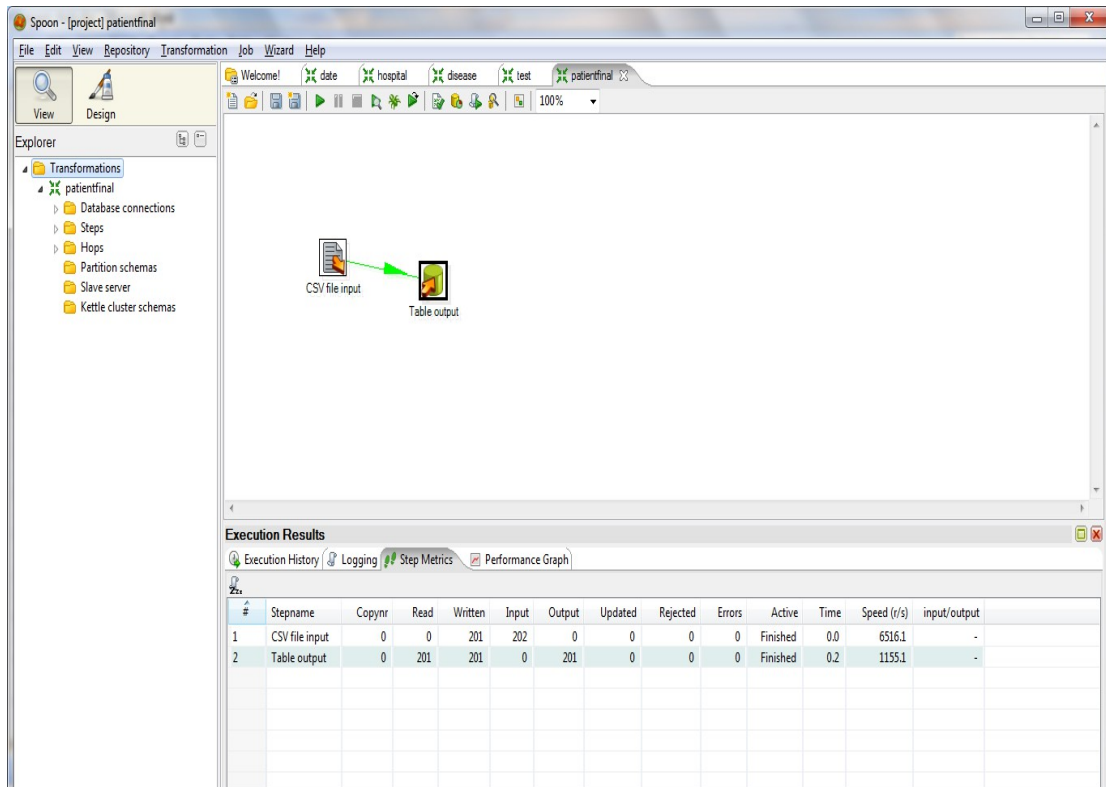 Spoon - [project] patientfinal
File Edit View Repository Transformation Job Wizard Help
View Design
Explorer
Transformations
patientfinal
Database connections
Steps
Hops
Partition schemas
Slave server
Kettle cluster schemas
Welcome! date hospital disease test patientfinal
100%
CSV file input
Table output
Execution Results
Execution History Logging Step Metrics Performance Graph
# Stepname Copynr Read Written Input Output Updated Rejected Errors Active Time Speed (r/s) input/output
1 CSV file input 0 0 201 202 0 0 0 0 Finished 0.0 6516.1 -
2 Table output 0 201 201 0 201 0 0 0 Finished 0.2 1155.1 -